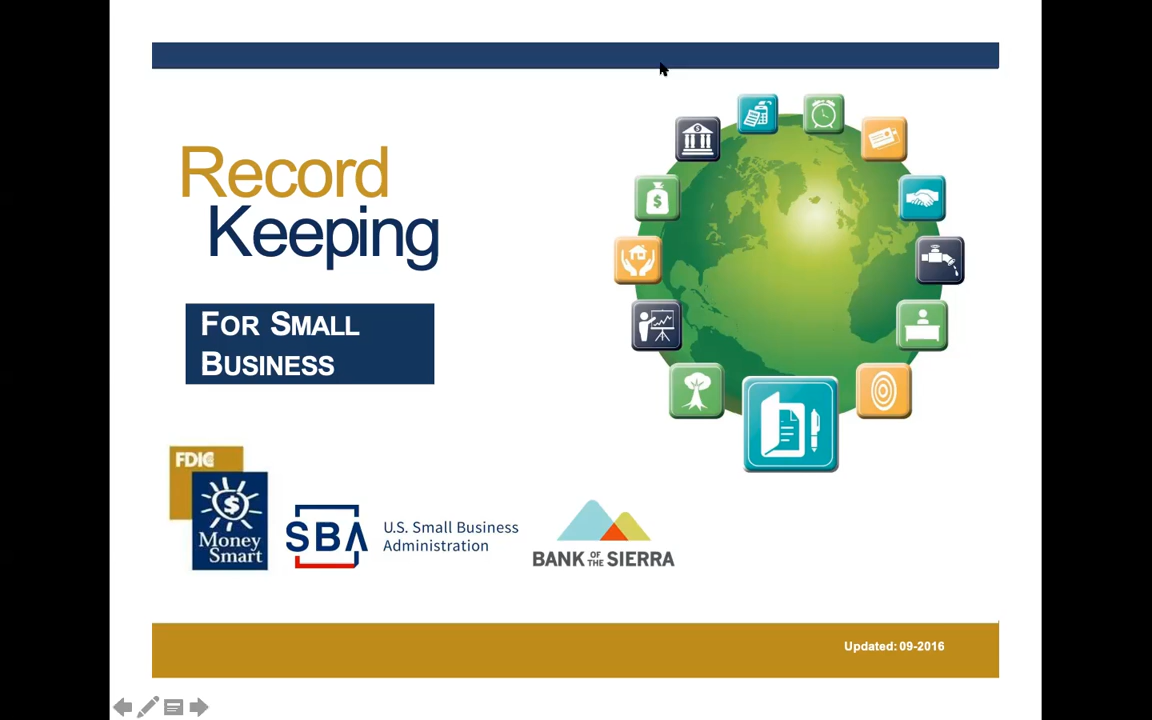 Record
Keeping
FOR SMALL
BUSINESS
FDIC
Money
Smart
SBA
U.S. Small Business
Administration
BANK OF THE SIERRA
Updated: 09-2016